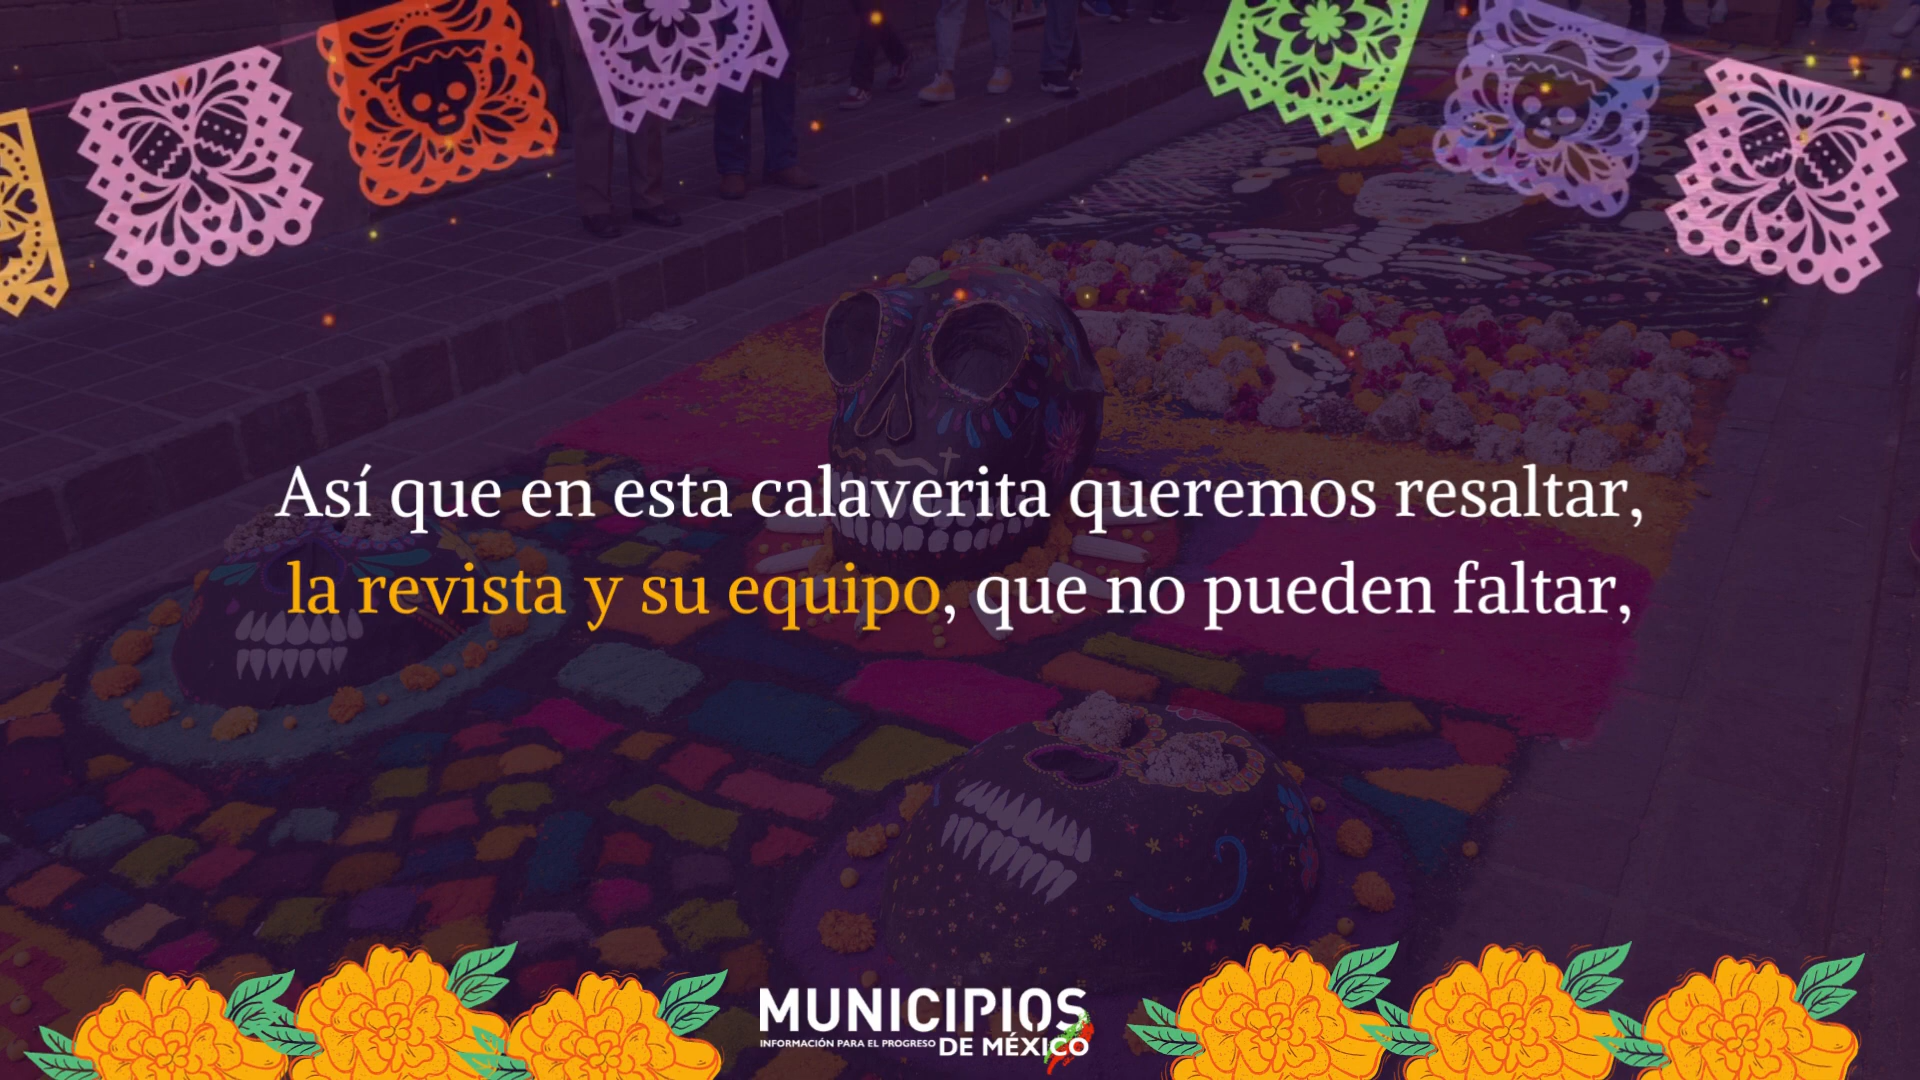 Así que en esta calaverita queremos resaltar,
la revista y su equipo, que no pueden faltar,
MUNICIPIOS
INFORMACIÓN PARA EL PROGRESO DE MÉXICO